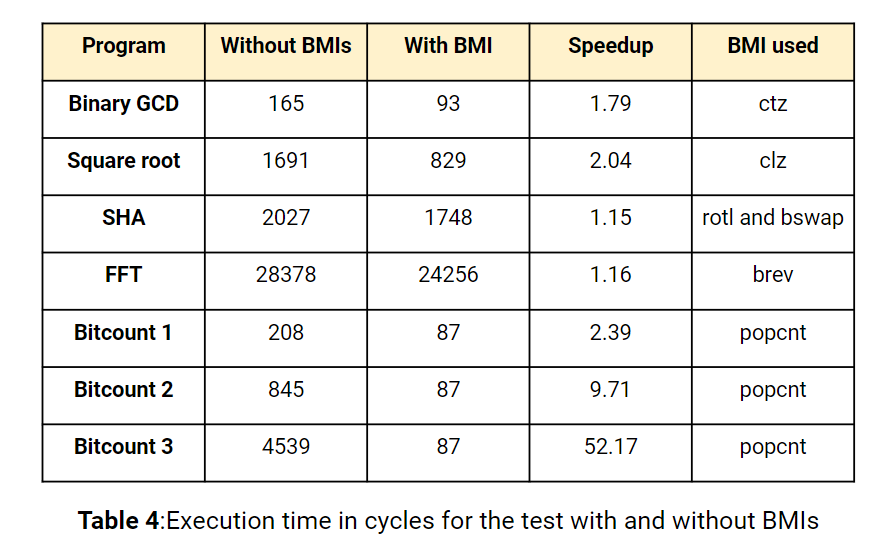 Program Without BMIs With BMI Speedup BMI used
Binary GCD 165 93 1.79 ctz
Square root 1691 829 2.04 clz
SHA 2027 1748 1.15 rotl and bswap
FFT 28378 24256 1.16 brev
Bitcount 1 208 87 2.39 popcnt
Bitcount 2 845 87 9.71 popcnt
Bitcount 3 4539 87 52.17 popcnt
Table 4:Execution time in cycles for the test with and without BMIs